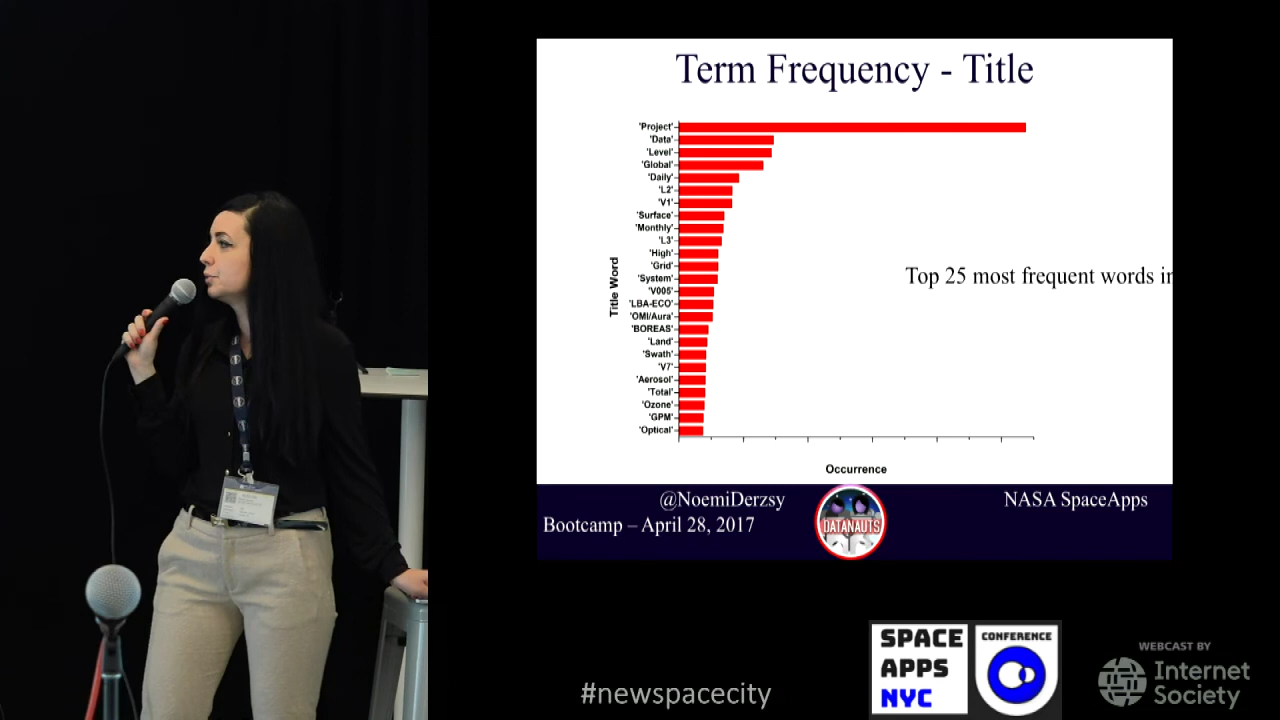 Term Frequency - Title
'Project'
'Data'
'Level'
'Global'
'Daily'
'L2'
'V1'
'Surface'
'Monthly'
'L3'
'High'
'Grid'
'System'
'V005'
'LBA-ECO'
'OMI/Aura'
'BOREAS'
'Land'
'Swath'
'V7'
'Aerosol'
'Total'
'Ozone'
'GPM'
'Optical'
Title Word
Occurrence
Top 25 most frequent words in
@NoemiDerzsy
NASA SpaceApps
Bootcamp – April 28, 2017
DATANAUTS
#newspacecity
SPACE
APPS
NYC
CONFERENCE
WEBCAST BY
Internet
Society